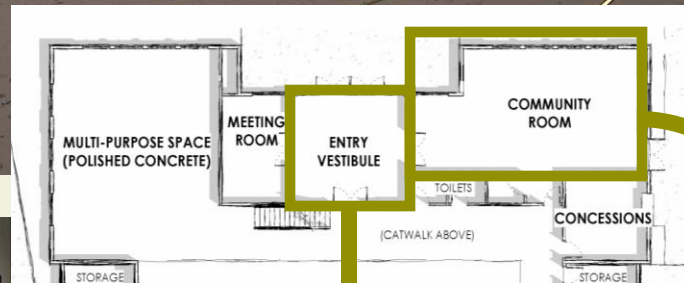 COMMUNITY
ROOM
MEETING
ROOM
MULTI-PURPOSE SPACE
(POLISHED CONCRETE)
ENTRY
VESTIBULE
TOILETS
CONCESSIONS
(CATWALK ABOVE)
STORAGE
STORAGE